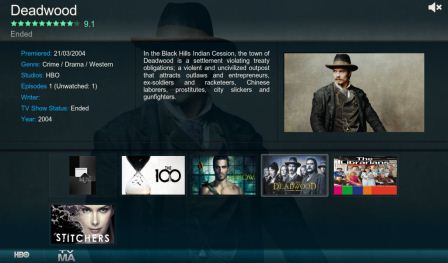 Deadwood
9.1
Ended
Premiered: 21/03/2004
Genre: Crime / Drama / Western
Studios: HBO
Episodes 1 (Unwatched: 1)
Writer:
TV Show Status: Ended
Year: 2004
In the Black Hills Indian Cession, the town of
Deadwood is a settlement violating treaty
obligations; a violent and uncivilized outpost
that attracts outlaws and entrepreneurs,
ex-soldiers and racketeers, Chinese
laborers, prostitutes, city slickers and
gunfighters.
THE
100
DEADWOOD
The
Librarians
STITCHERS
HBO
TV
MA